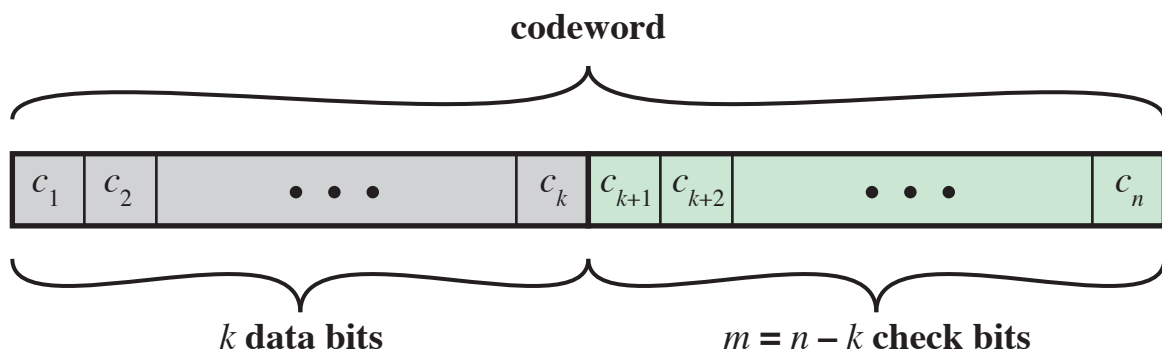 codeword
c₁ c₂ • • • cₖ cₖ₊₁ cₖ₊₂ • • • cₙ
k data bits m = n – k check bits